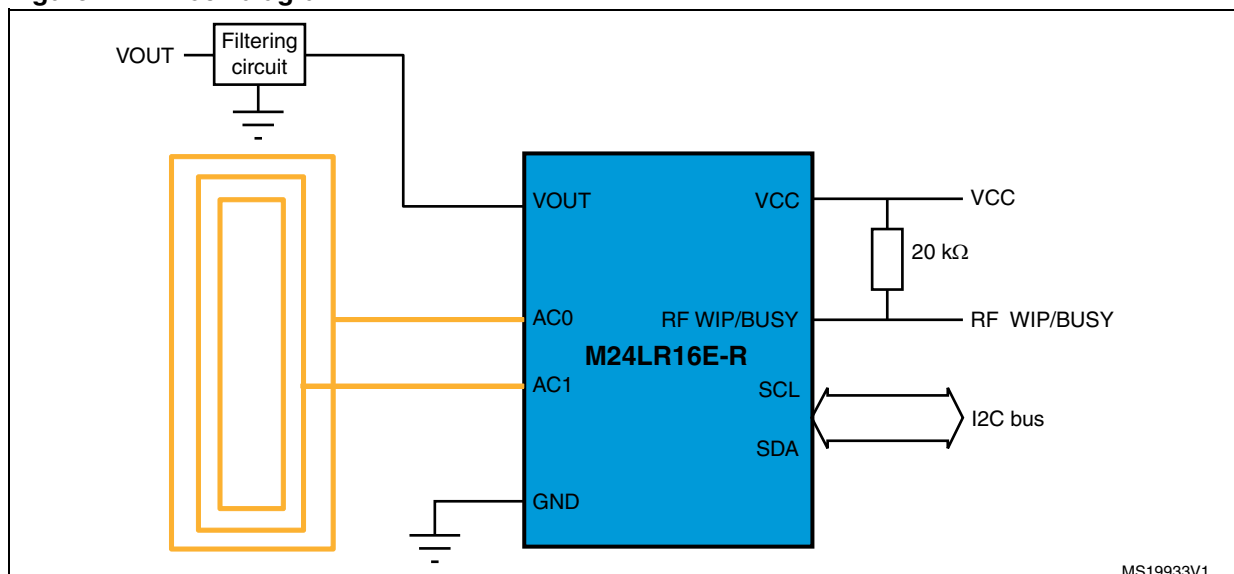 VOUT
Filtering
circuit
VOUT
VCC
VCC
20 kΩ
AC0
RF WIP/BUSY
RF WIP/BUSY
M24LR16E-R
AC1
SCL
I2C bus
SDA
GND
MS19933V1